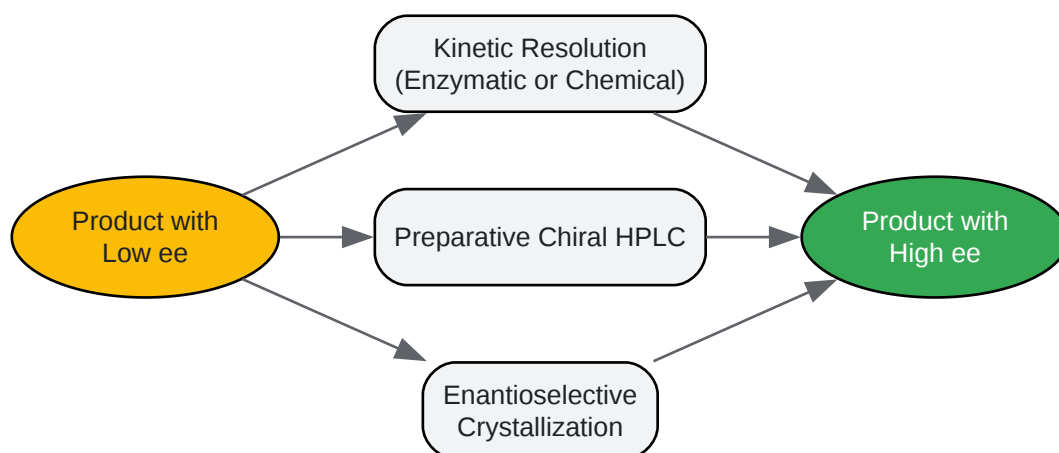 Kinetic Resolution
(Enzymatic or Chemical)
Product with
Low ee
Preparative Chiral HPLC
Product with
High ee
Enantioselective
Crystallization